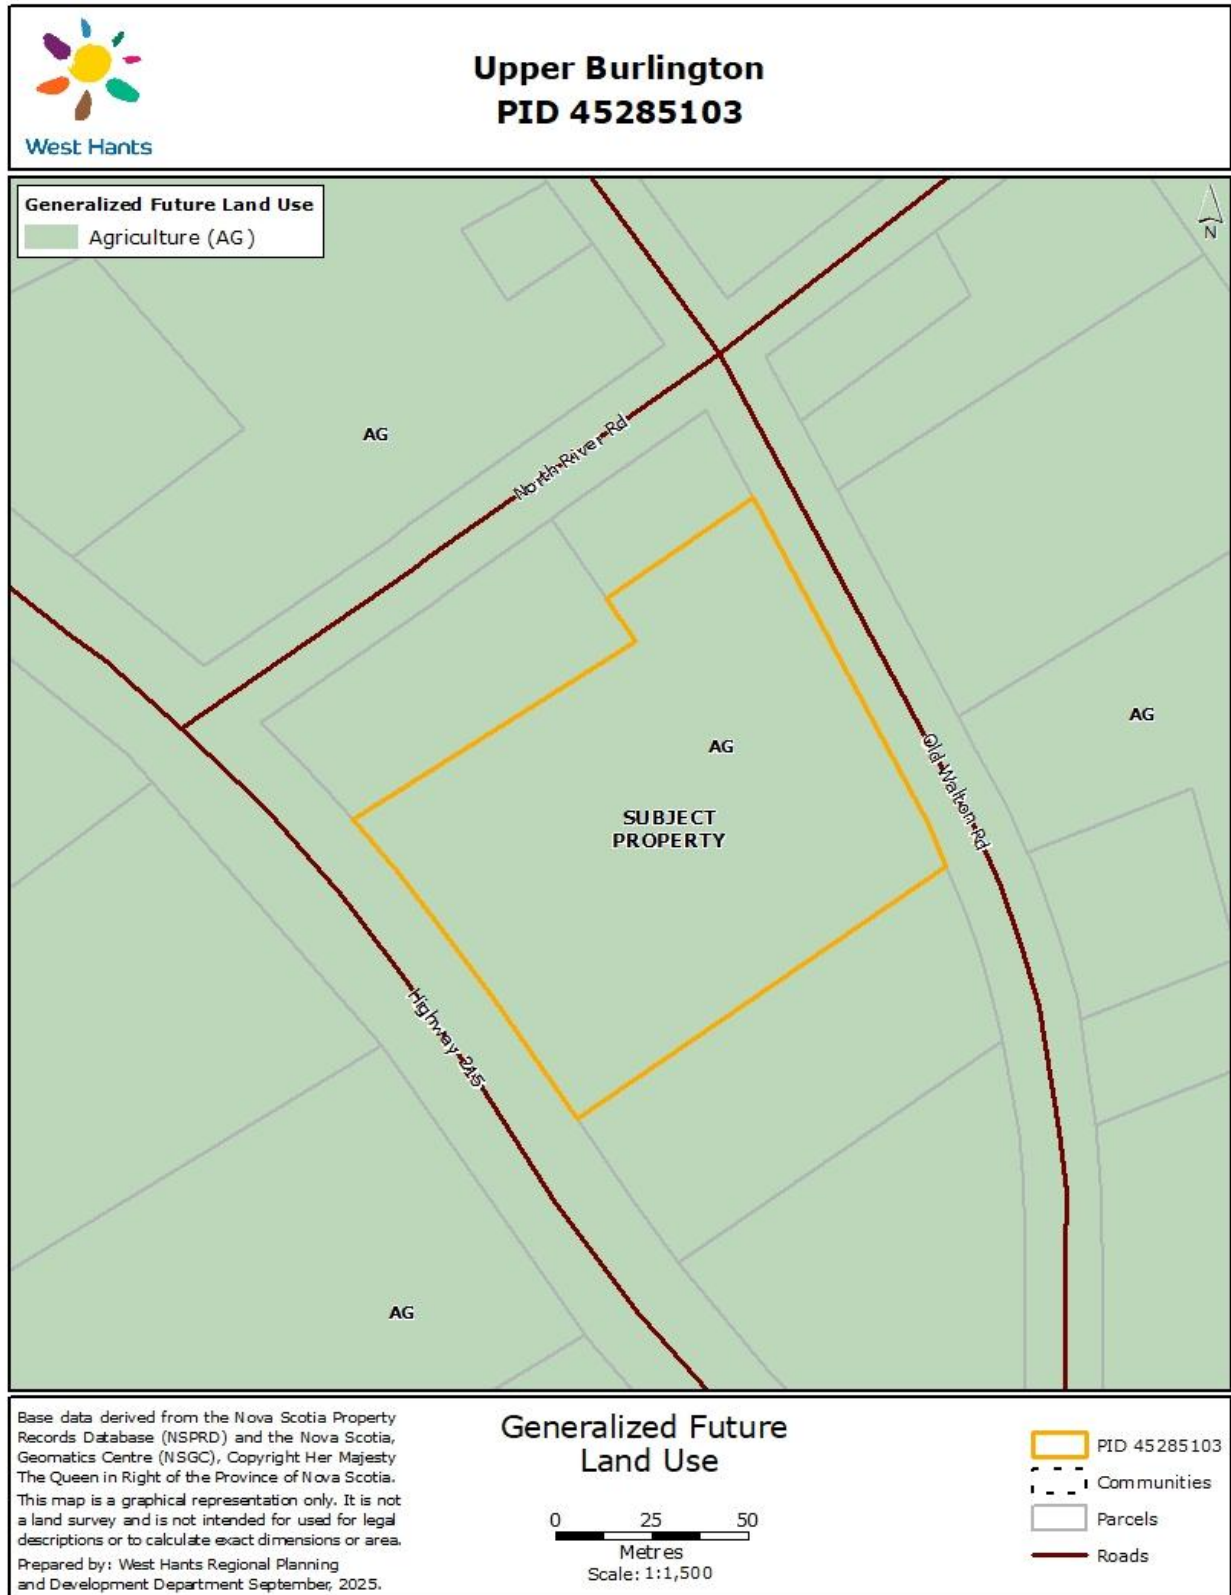 West Hants
Upper Burlington
PID 45285103
Generalized Future Land Use
Agriculture (AG)
N
AG
North River Rd
AG
AG
Old Walton Rd
SUBJECT
PROPERTY
Highway 215
AG
Base data derived from the Nova Scotia Property
Records Database (NSPRD) and the Nova Scotia,
Geomatics Centre (NSGC), Copyright Her Majesty
The Queen in Right of the Province of Nova Scotia.
This map is a graphical representation only. It is not
a land survey and is not intended for used for legal
descriptions or to calculate exact dimensions or area.
Prepared by: West Hants Regional Planning
and Development Department September, 2025.
Generalized Future
Land Use
0 25 50
Metres
Scale: 1:1,500
PID 45285103
Communities
Parcels
Roads